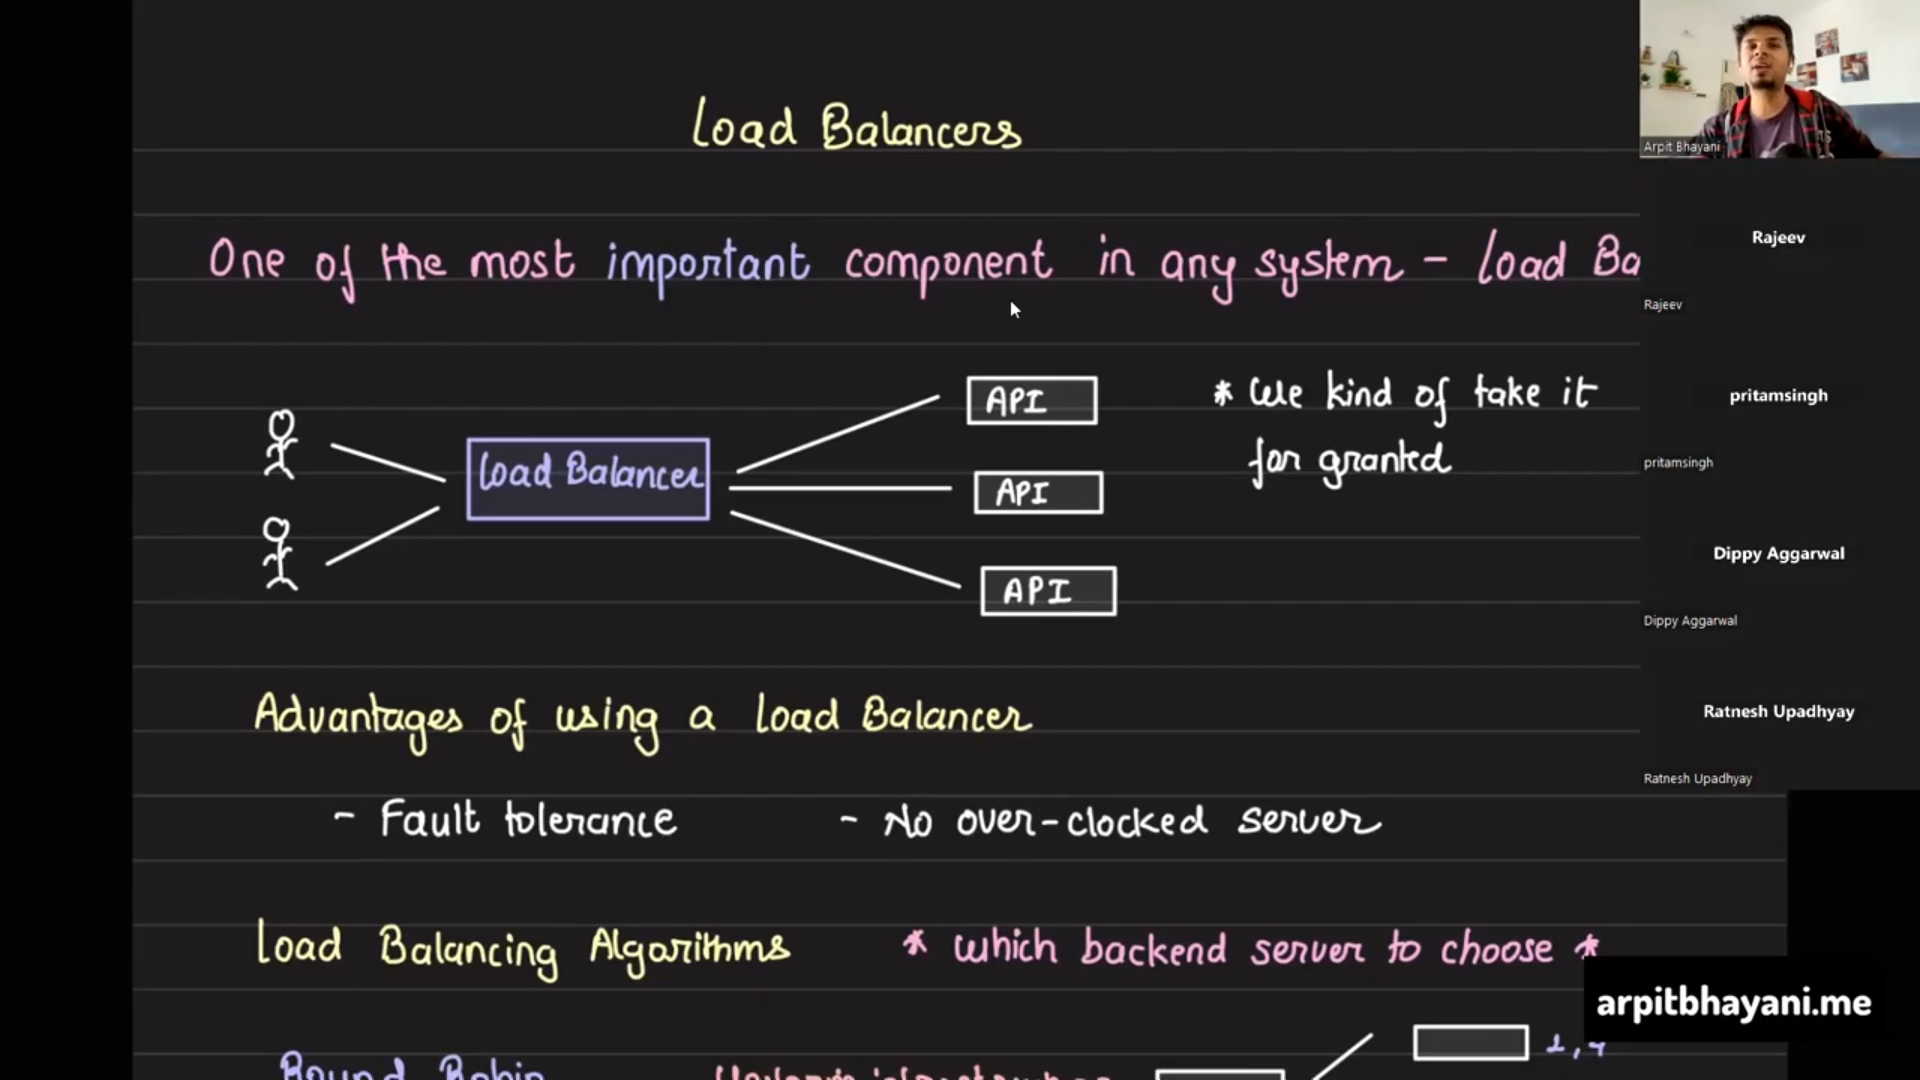 Load Balancers
One of the most important component in any system - Load Ba
API
* We kind of take it
for granted
Load Balancer
API
API
Advantages of using a Load Balancer
- Fault tolerance - No over-clocked server
Load Balancing Algorithms * which backend server to choose *
Round Robin
Arpit Bhayani
Rajeev
Rajeev
pritamsingh
pritamsingh
Dippy Aggarwal
Dippy Aggarwal
Ratnesh Upadhyay
Ratnesh Upadhyay
arpitbhayani.me